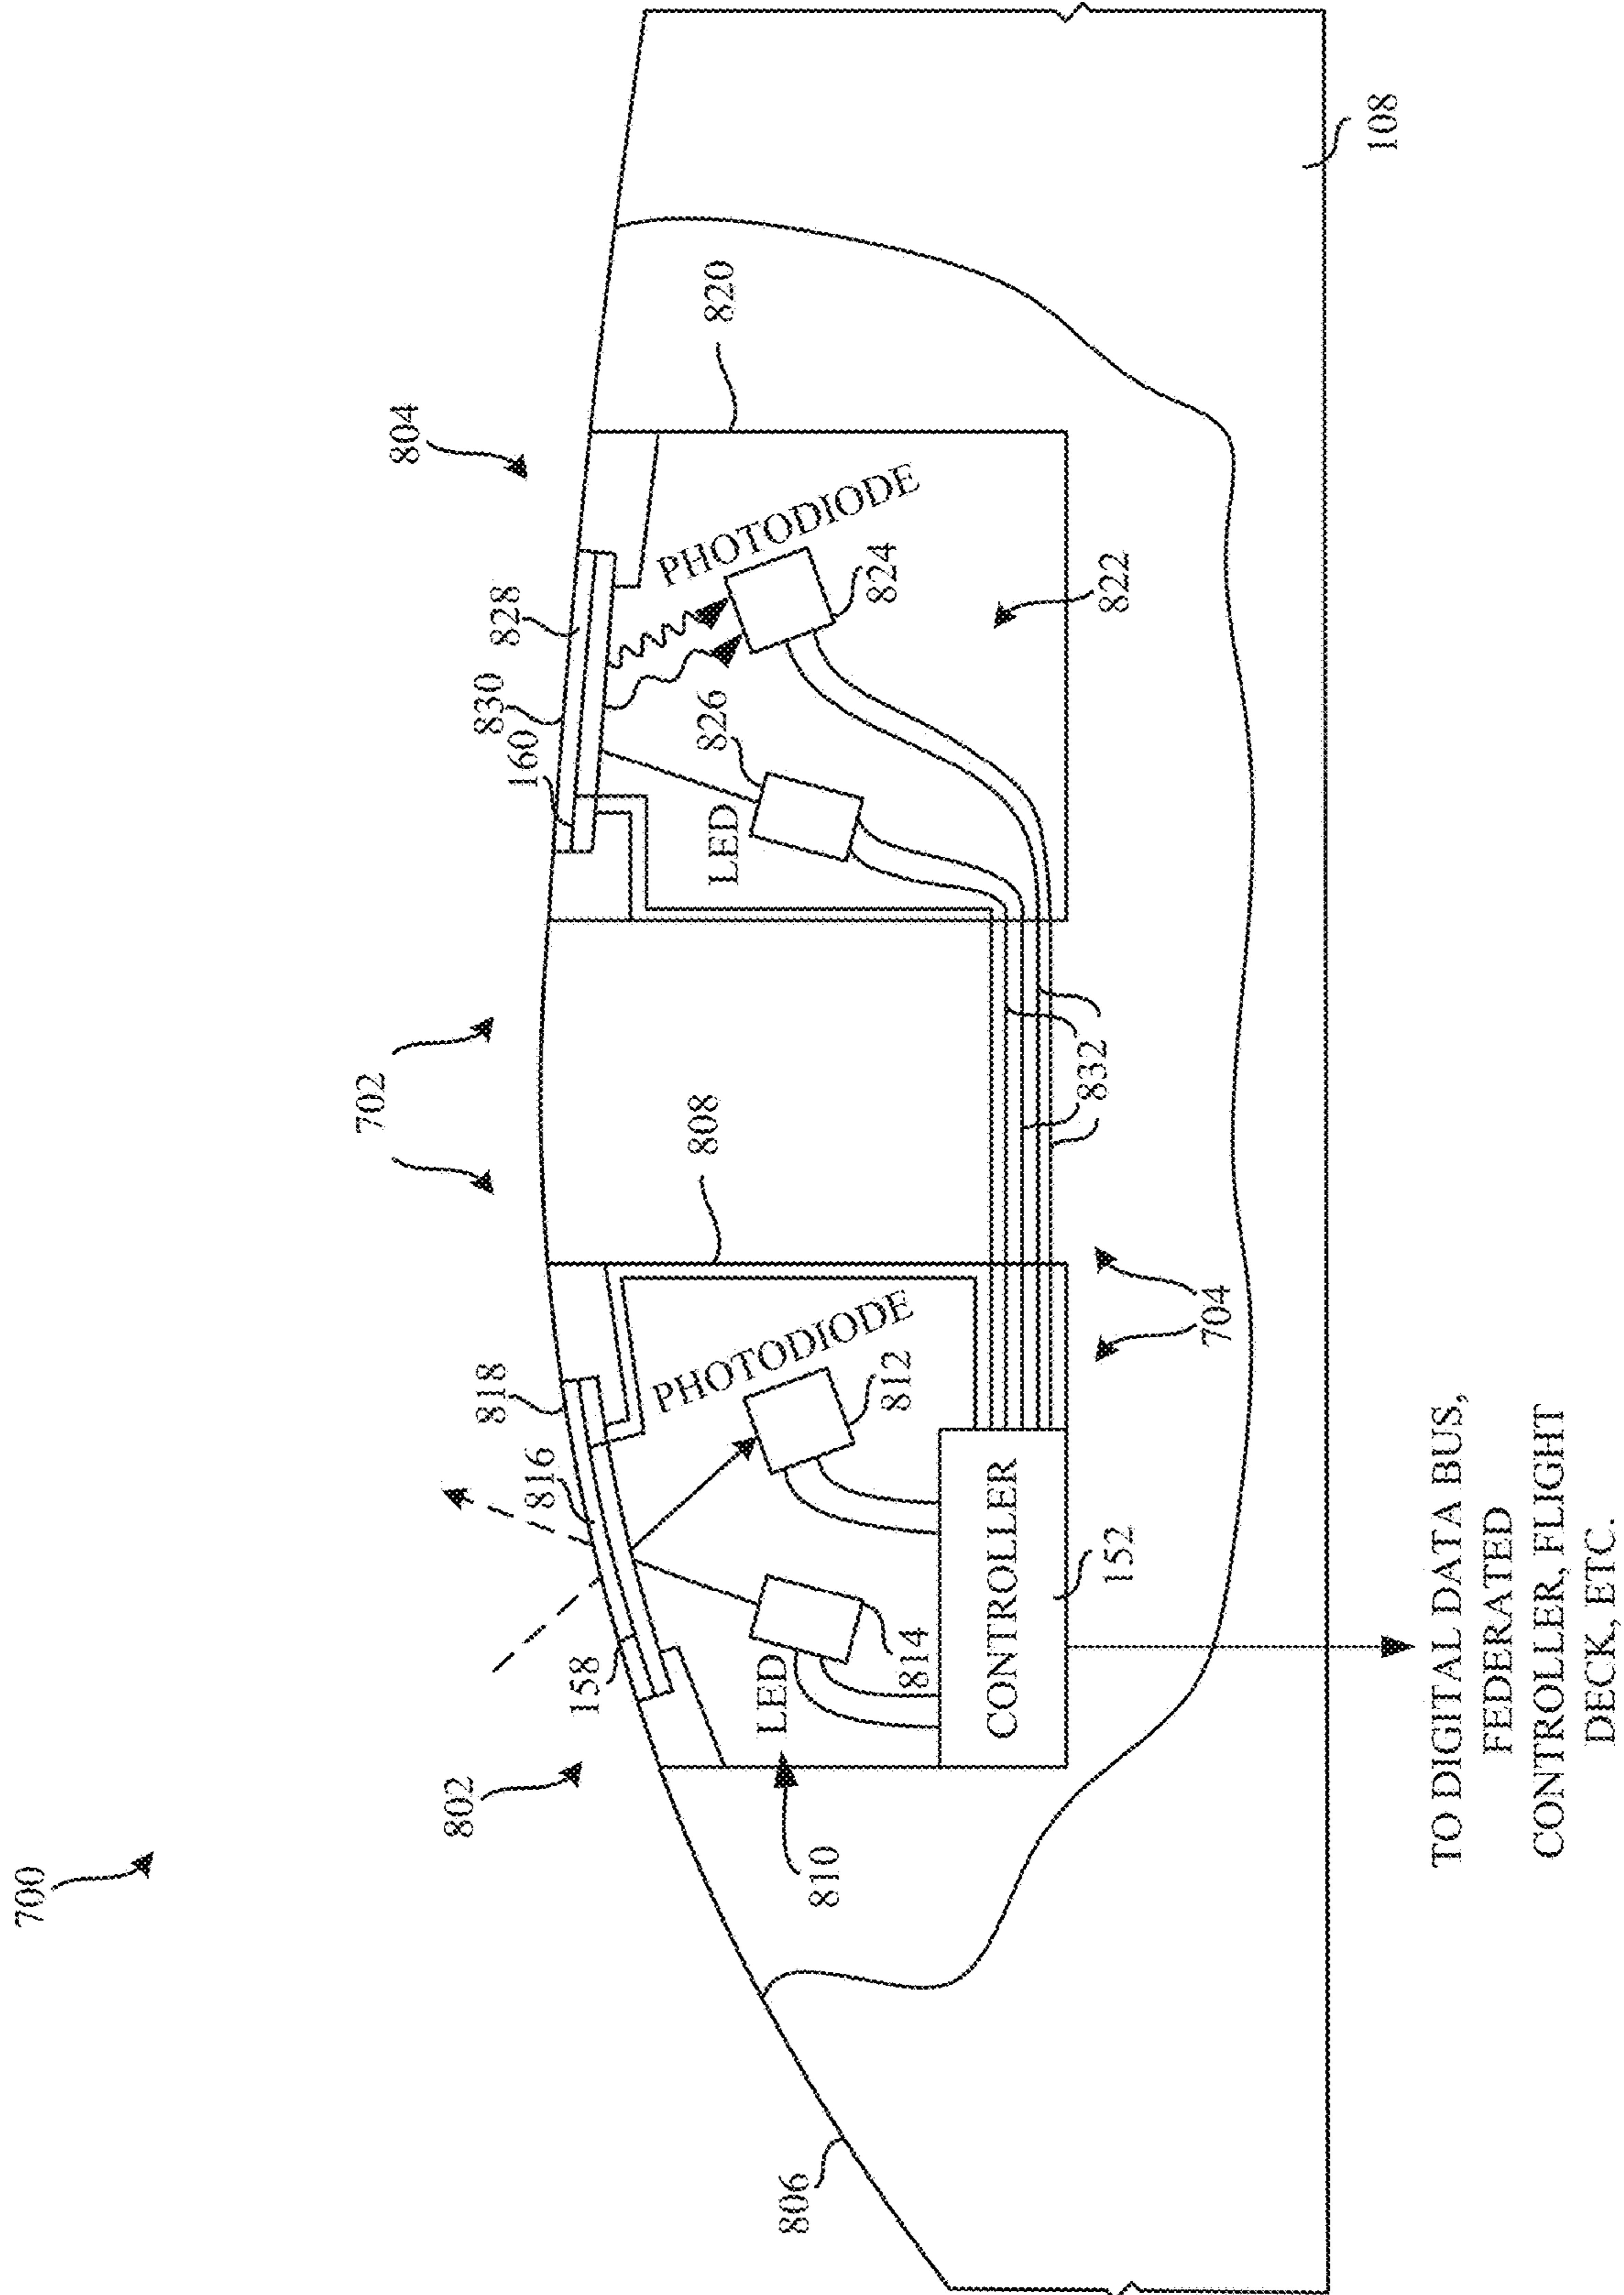 700
702
802
804
806
818
816
158
808
830
828
160
820
PHOTODIODE
812
LED
814
810
CONTROLLER
152
704
832
PHOTODIODE
824
LED
826
822
108
TO DIGITAL DATA BUS,
FEDERATED
CONTROLLER, FLIGHT
DECK, ETC.